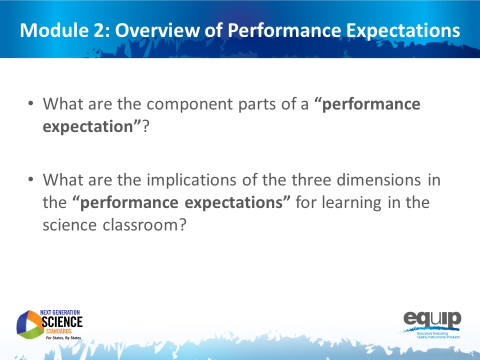 Module 2: Overview of Performance Expectations
• What are the component parts of a “performance
expectation”?
• What are the implications of the three dimensions in
the “performance expectations” for learning in the
science classroom?
NEXT GENERATION
SCIENCE
STANDARDS
For States, By States
equip
Educators Evaluating
Quality Instructional Products